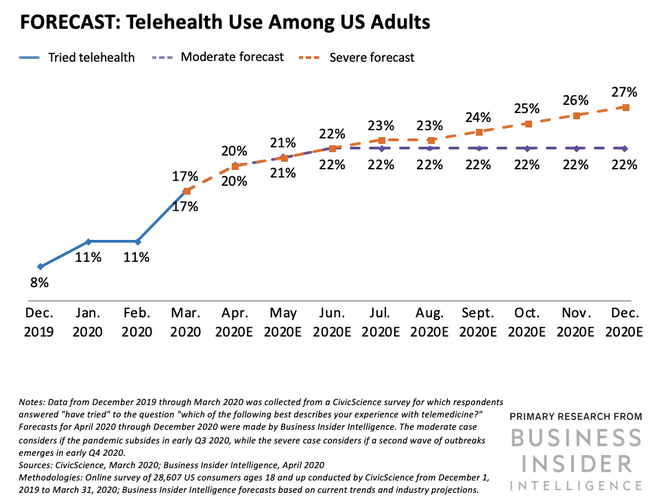 FORECAST: Telehealth Use Among US Adults
Tried telehealth Moderate forecast Severe forecast
27%
26%
25%
24%
23% 23%
22%
21%
20%
17%
22% 22% 22% 22% 22% 22% 22%
21%
20%
17%
11% 11%
8%
Dec. Jan. Feb. Mar. Apr. May Jun. Jul. Aug. Sept. Oct. Nov. Dec.
2019 2020 2020 2020 2020E 2020E 2020E 2020E 2020E 2020E 2020E 2020E 2020E
Notes: Data from December 2019 through March 2020 was collected from a CivicScience survey for which respondents
answered "have tried" to the question "which of the following best describes your experience with telemedicine?"
Forecasts for April 2020 through December 2020 were made by Business Insider Intelligence. The moderate case
considers if the pandemic subsides in early Q3 2020, while the severe case considers if a second wave of outbreaks
emerges in early Q4 2020.
Sources: CivicScience, March 2020; Business Insider Intelligence, April 2020
Methodologies: Online survey of 28,607 US consumers ages 18 and up conducted by CivicScience from December 1,
2019 to March 31, 2020; Business Insider Intelligence forecasts based on current trends and industry projections.
PRIMARY RESEARCH FROM
BUSINESS
INSIDER
INTELLIGENCE